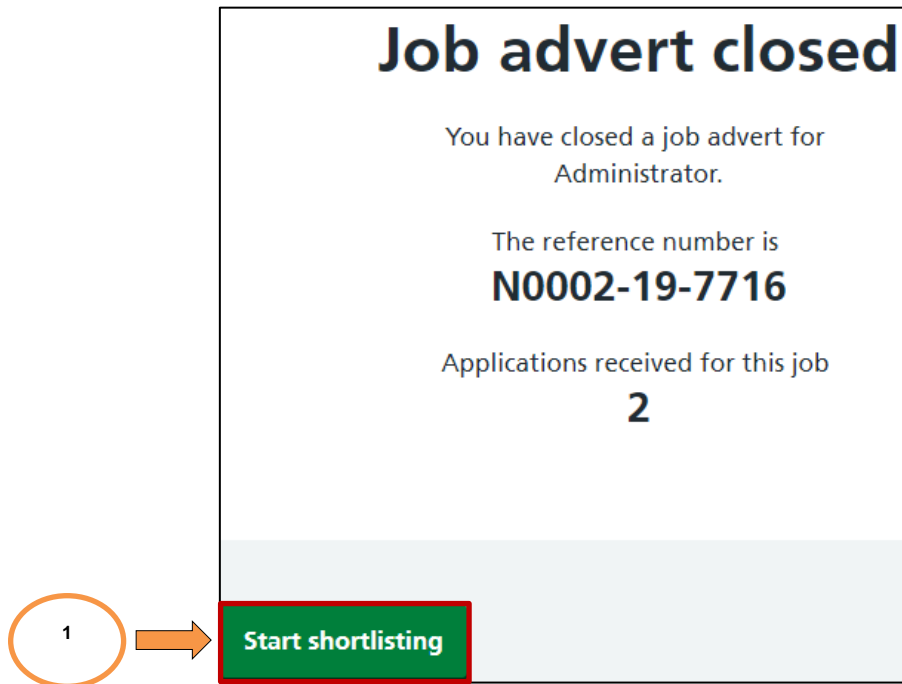 Job advert closed
You have closed a job advert for
Administrator.
The reference number is
N0002-19-7716
Applications received for this job
2
1
Start shortlisting